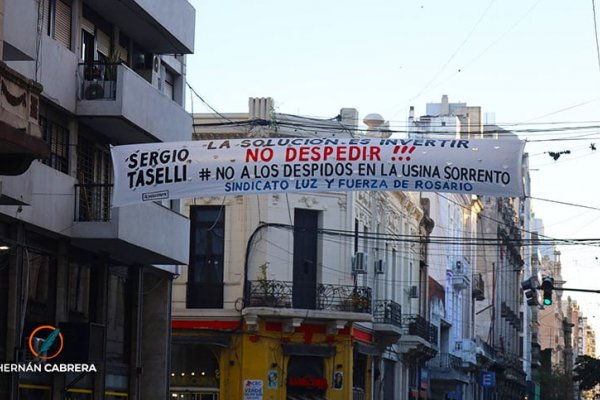 LA SOLUCION ES INVERTIR
SERGIO TASELLI
NO DESPEDIR !!!
# NO A LOS DESPIDOS EN LA USINA SORRENTO
SINDICATO LUZ Y FUERZA DE ROSARIO
VENDE
HERNÁN CABRERA